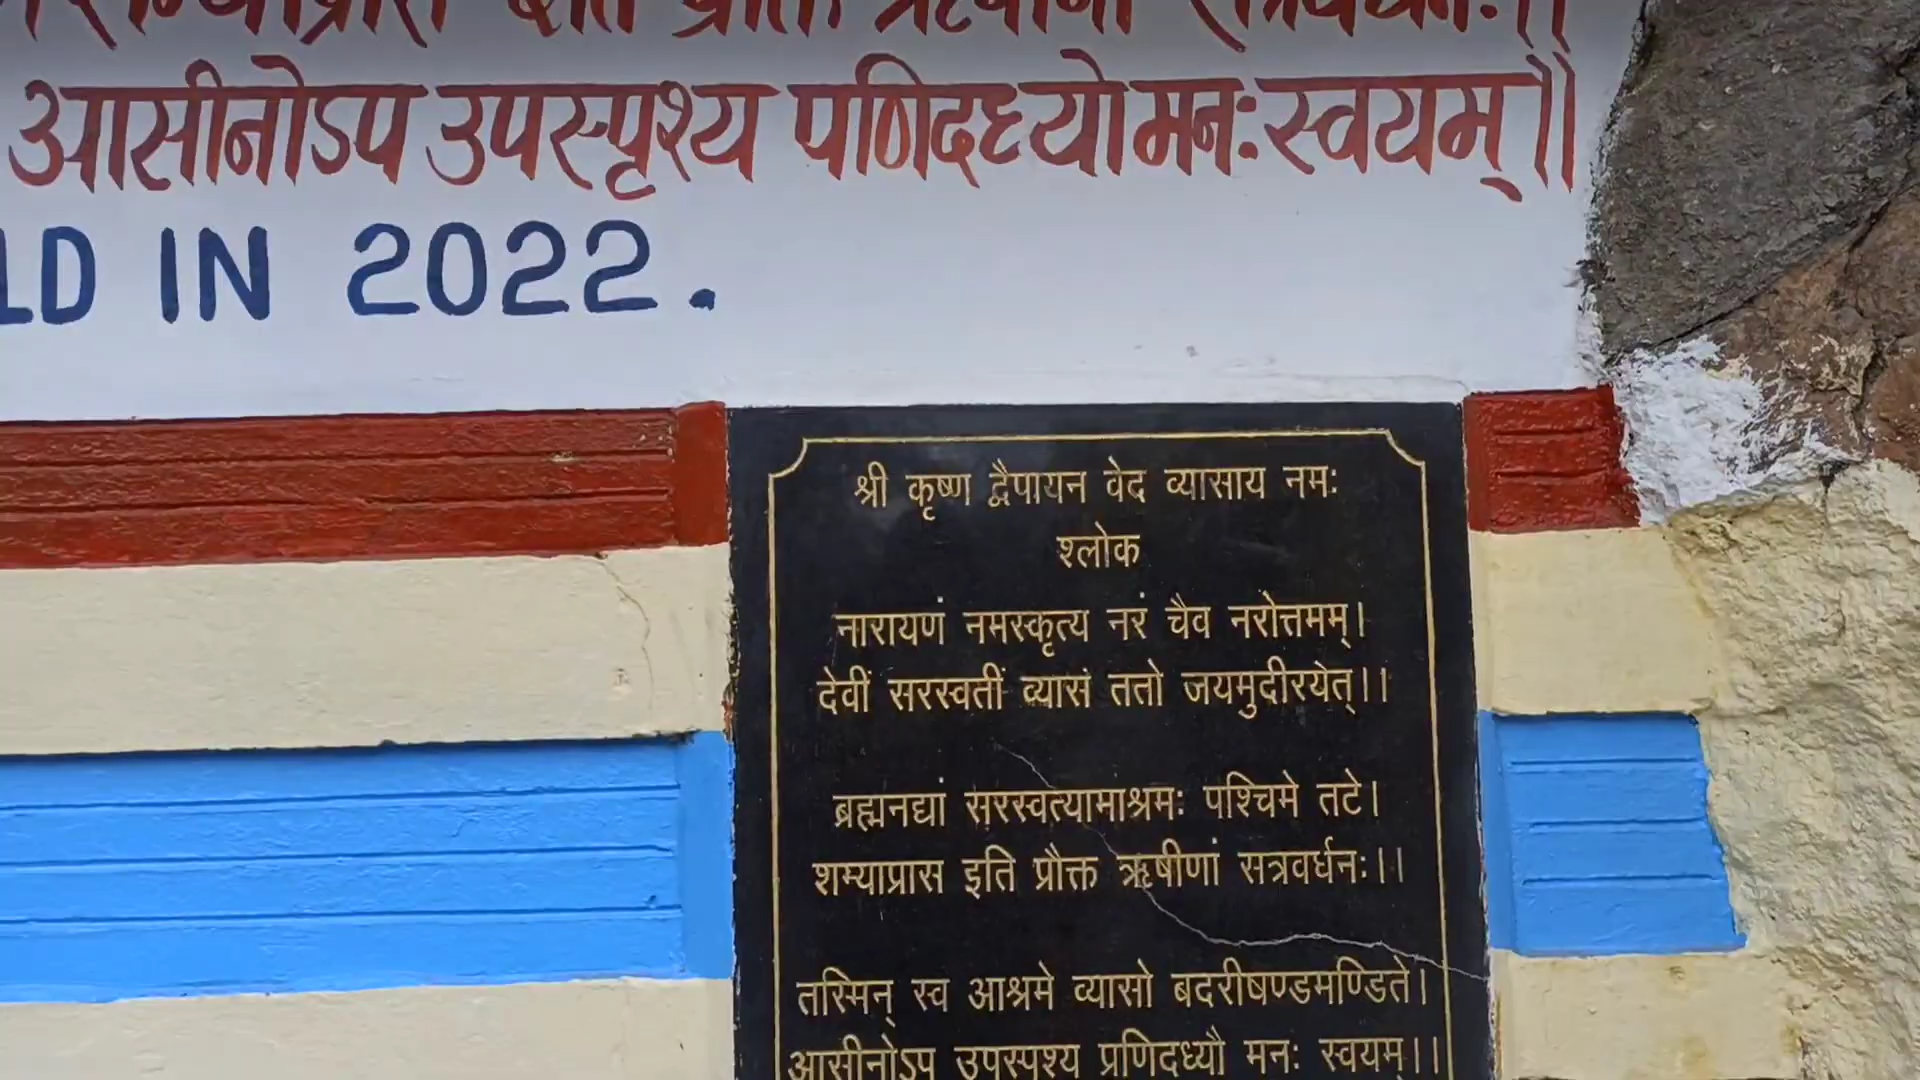 आसीनोऽप उपस्पृश्य पणिदध्यो मनः स्वयम्॥
LD IN 2022.
श्री कृष्ण द्वैपायन वेद व्यासाय नमः
श्लोक
नारायणं नमस्कृत्य नरं चैव नरोत्तमम्।
देवीं सरस्वतीं व्यासं ततो जयमुदीरयेत्।।
ब्रह्मनद्यां सरस्वत्यामाश्रमः पश्चिमे तटे।
शम्याप्रास इति प्रौक्त ऋषीणां सत्रवर्धनः।।
तस्मिन् स्व आश्रमे व्यासो बदरीषण्डमण्डिते।
आसीनोऽप उपस्पृश्य प्रणिदध्यौ मनः स्वयम्।।